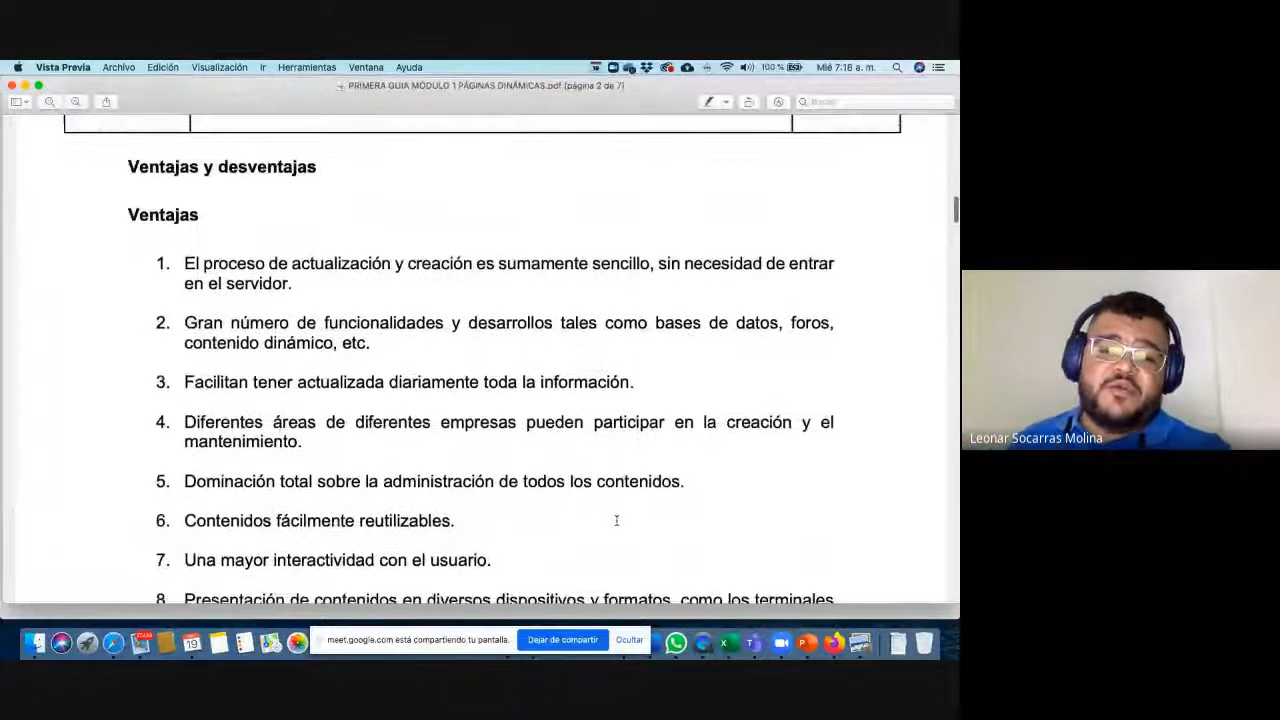 Vista Previa Archivo Edición Visualización Ir Herramientas Ventana Ayuda 100 % Mié 7:18 a. m.
PRIMERA GUIA MÓDULO 1 PÁGINAS DINÁMICAS.pdf (página 2 de 7)
Buscar
Ventajas y desventajas
Ventajas
1. El proceso de actualización y creación es sumamente sencillo, sin necesidad de entrar
en el servidor.
2. Gran número de funcionalidades y desarrollos tales como bases de datos, foros,
contenido dinámico, etc.
3. Facilitan tener actualizada diariamente toda la información.
4. Diferentes áreas de diferentes empresas pueden participar en la creación y el
mantenimiento.
5. Dominación total sobre la administración de todos los contenidos.
6. Contenidos fácilmente reutilizables.
7. Una mayor interactividad con el usuario.
8. Presentación de contenidos en diversos dispositivos y formatos, como los terminales
Leonar Socarras Molina
19
meet.google.com está compartiendo tu pantalla. Dejar de compartir Ocultar